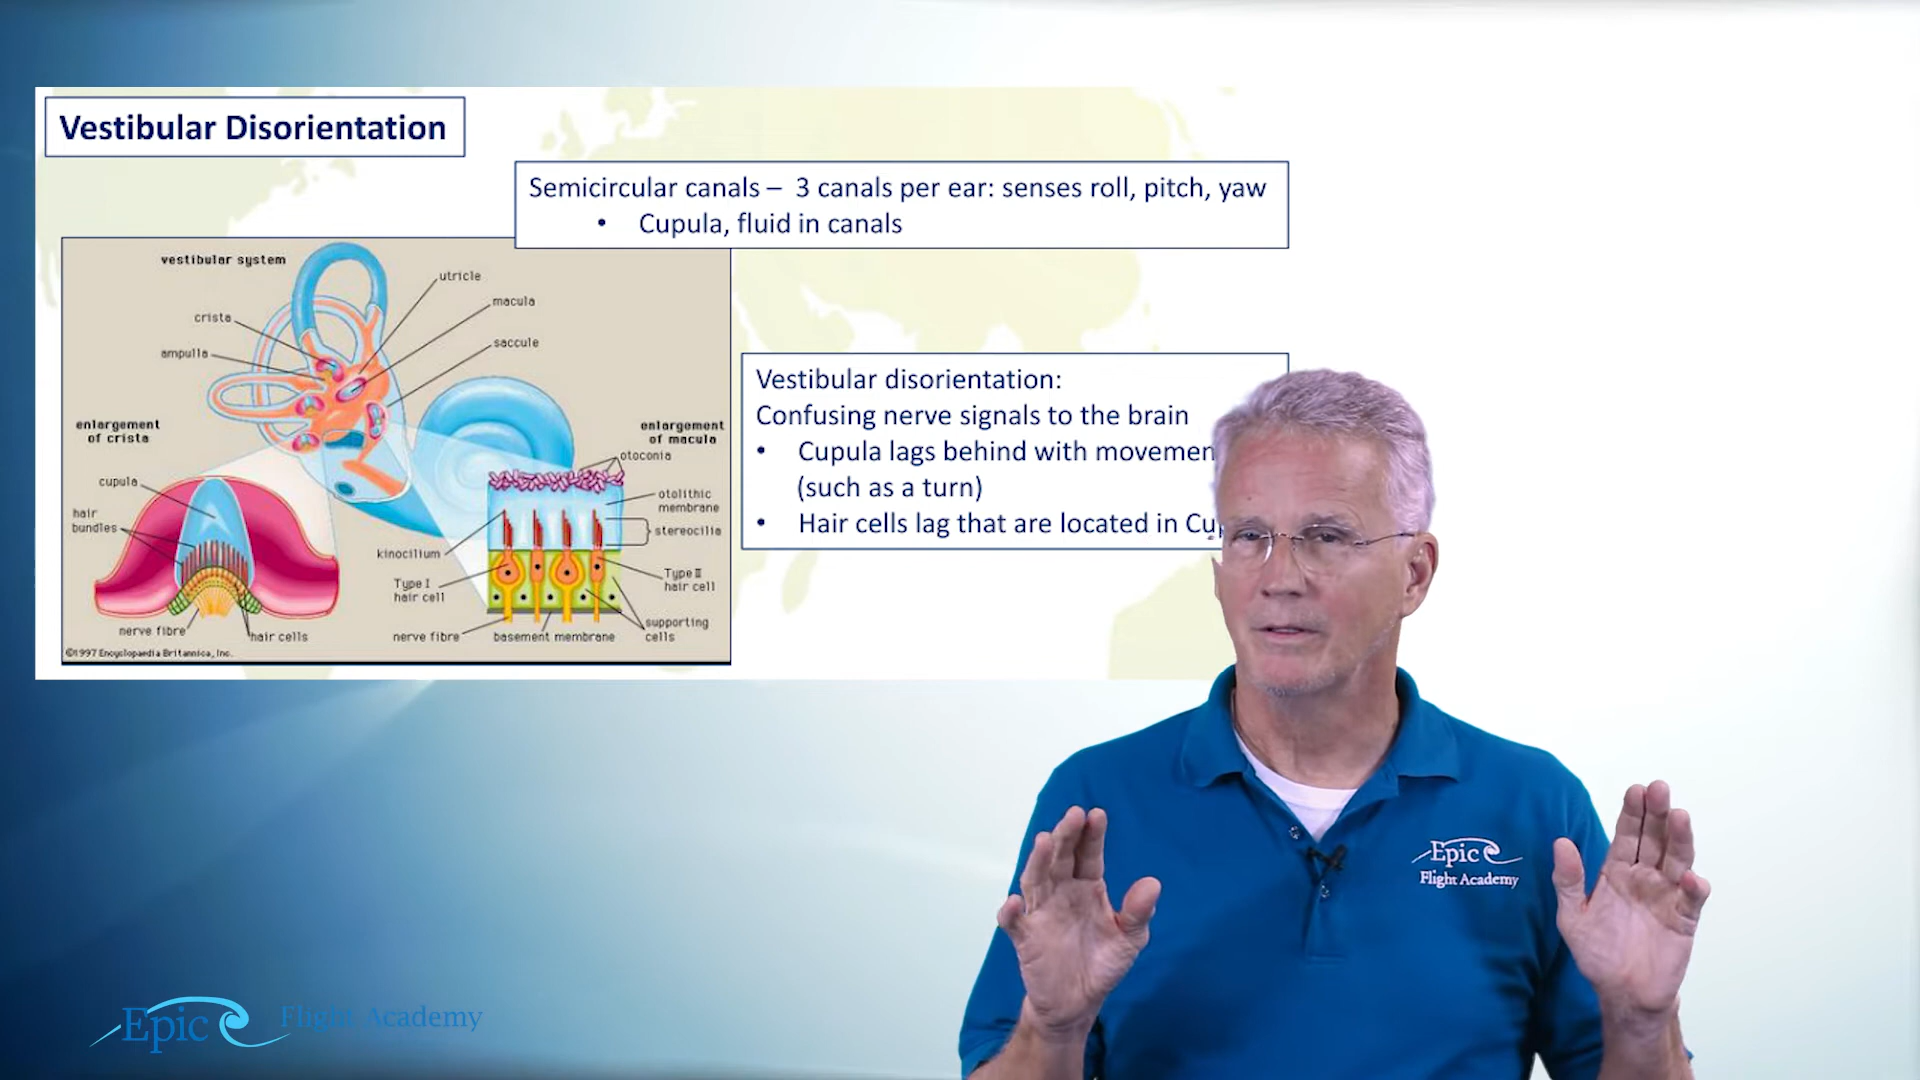 Vestibular Disorientation
Semicircular canals – 3 canals per ear: senses roll, pitch, yaw
• Cupula, fluid in canals
vestibular system
utricle
macula
crista
saccule
ampulla
enlargement
of crista
enlargement
of macula
otoconia
cupula
otolithic
membrane
hair
bundles
stereocilia
kinocilium
Type I
hair cell
Type II
hair cell
nerve fibre
hair cells
nerve fibre
basement membrane
supporting
cells
©1997 Encyclopaedia Britannica, Inc.
Vestibular disorientation:
Confusing nerve signals to the brain
• Cupula lags behind with movemen
(such as a turn)
• Hair cells lag that are located in Cup
Epic
Flight Academy
Epic Flight Academy